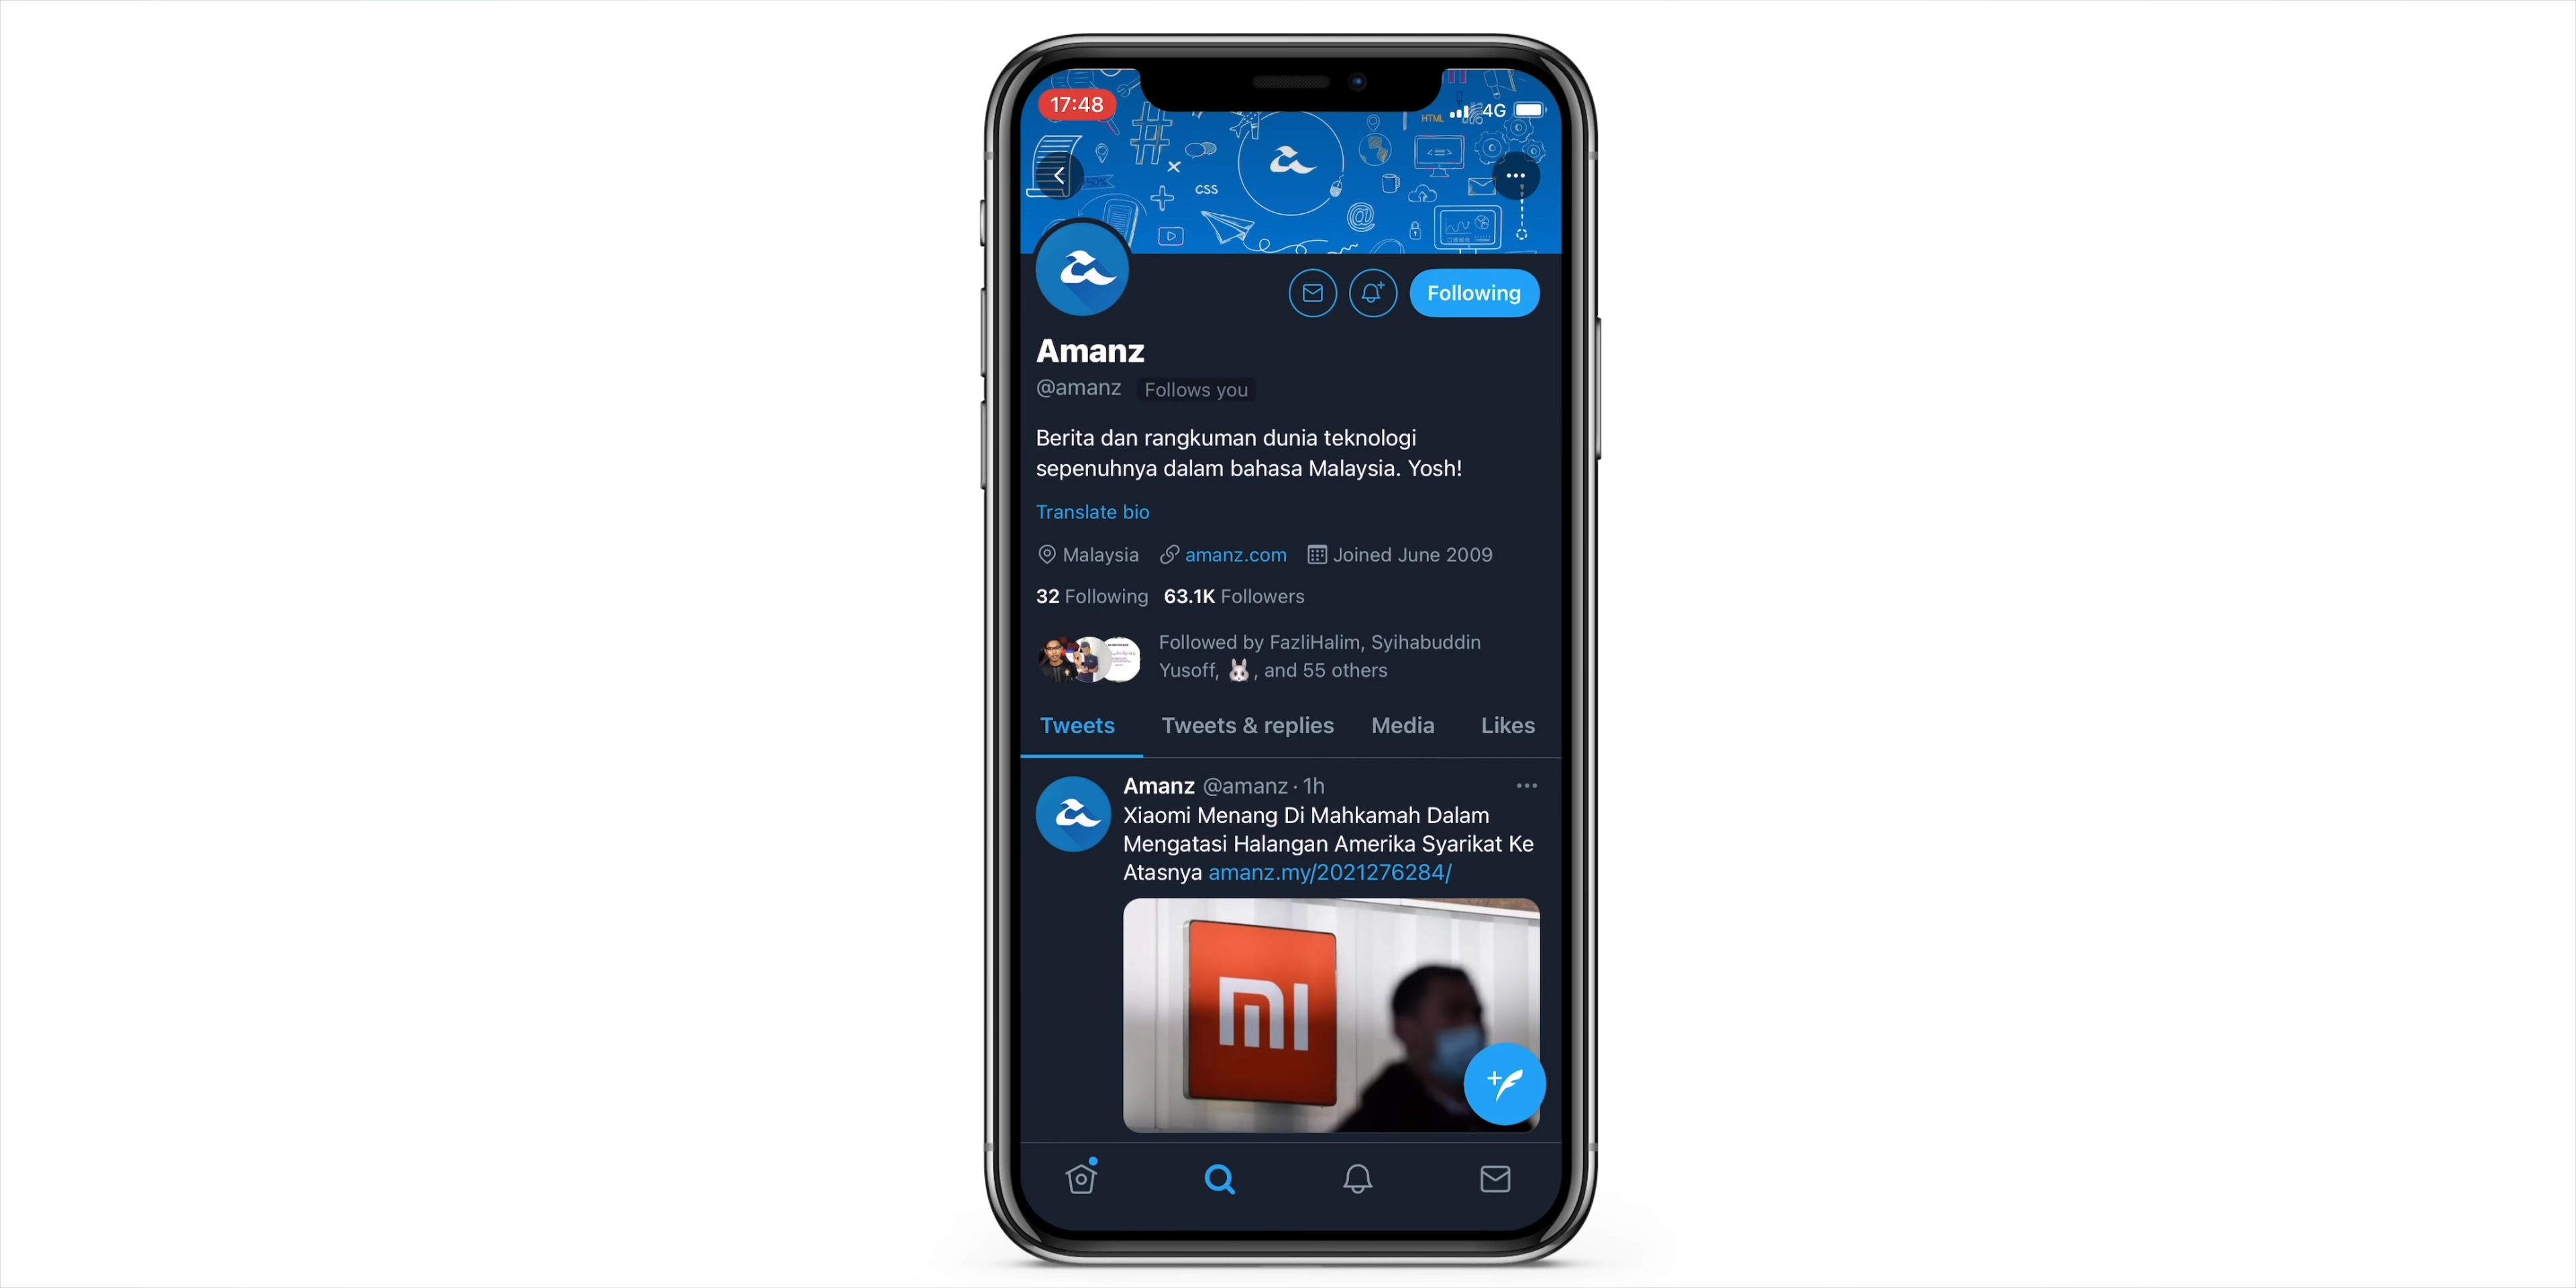 17:48
4G
HTML
CSS
Following
Amanz
@amanz Follows you
Berita dan rangkuman dunia teknologi
sepenuhnya dalam bahasa Malaysia. Yosh!
Translate bio
Malaysia amanz.com Joined June 2009
32 Following 63.1K Followers
Followed by FazliHalim, Syihabuddin
Yusoff, 🐰, and 55 others
Tweets Tweets & replies Media Likes
Amanz @amanz · 1h
Xiaomi Menang Di Mahkamah Dalam
Mengatasi Halangan Amerika Syarikat Ke
Atasnya amanz.my/2021276284/
mi